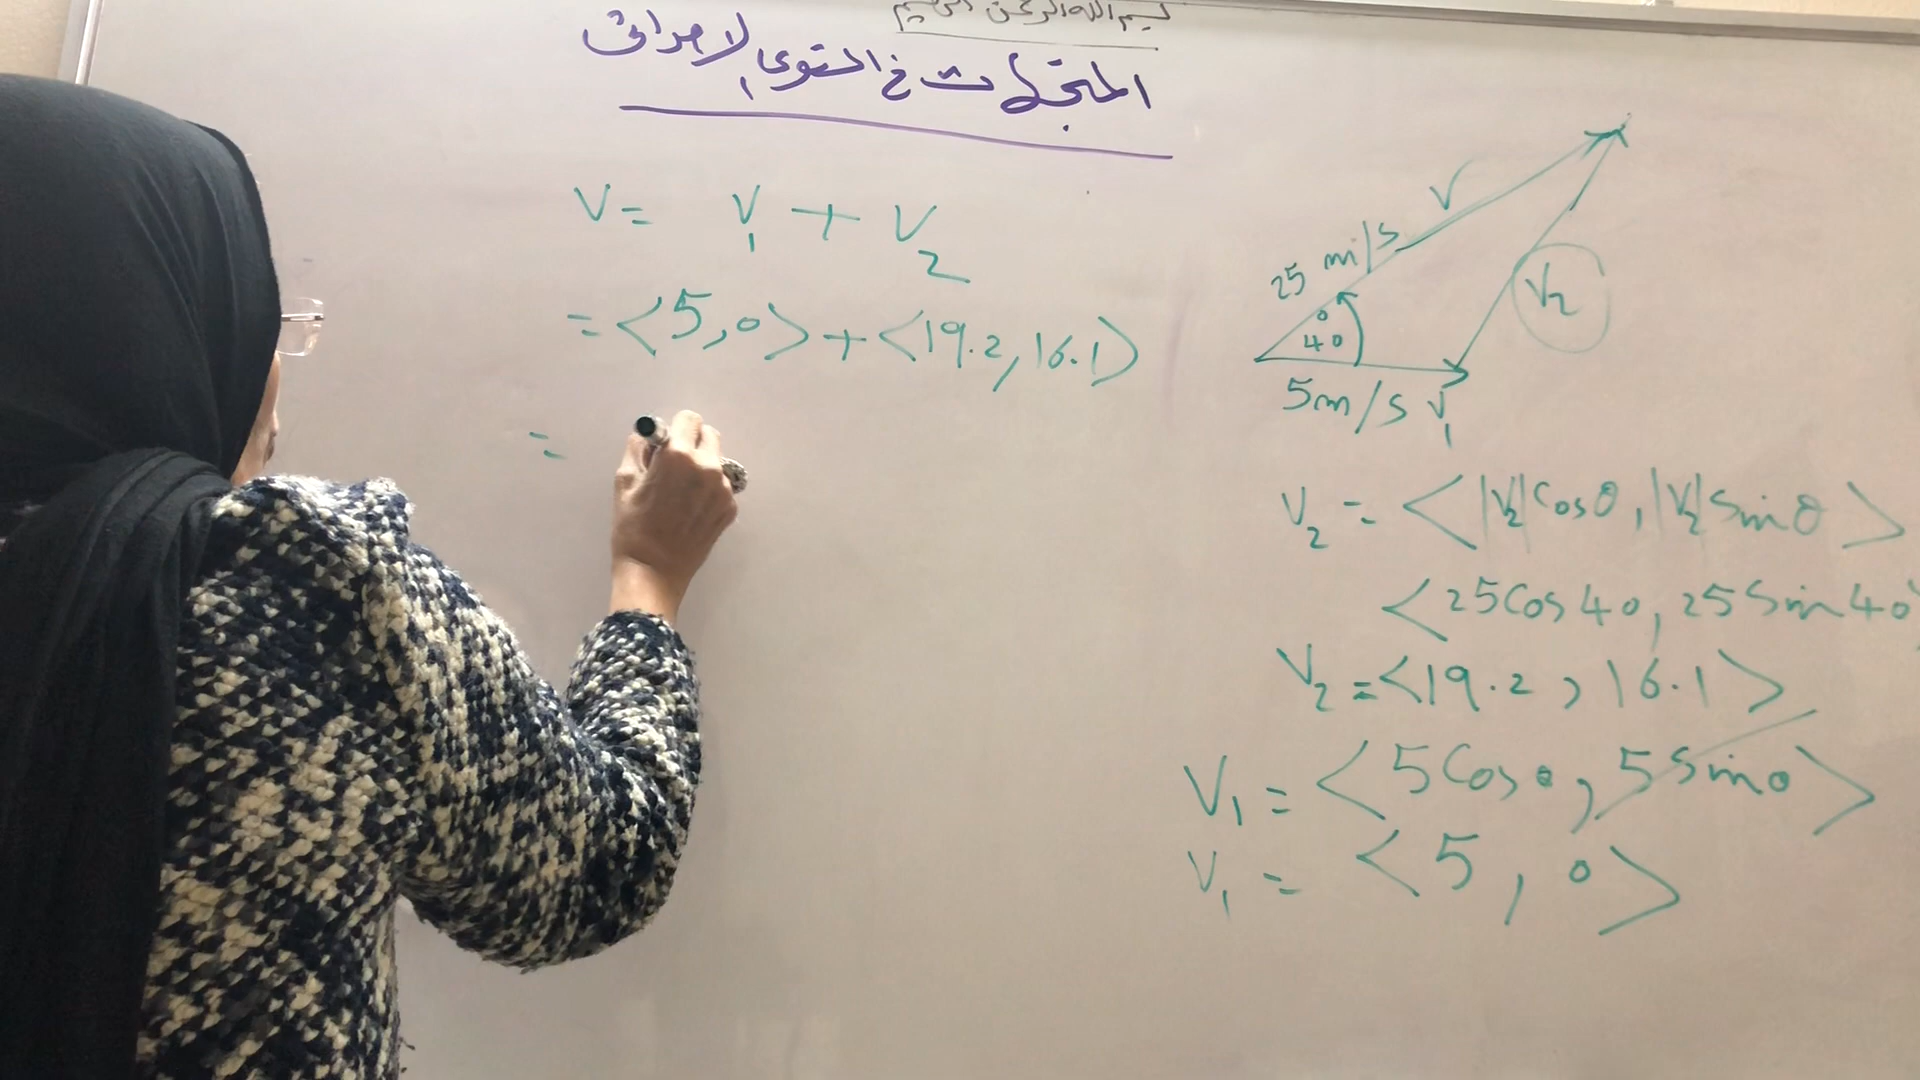 بسم الله الرحمن الرحيم
المتجهات في المستوى الاحداثي
V = V₁ + V₂
= <5,0> + <19.2,16.1>
=
V
25 m/s
V₂
40°
5m/s V₁
V₂ = <|V₂|Cosθ, |V₂|Sinθ>
<25Cos40, 25Sin40
V₂ = <19.2, 16.1>
V₁ = <5Cos0, 5Sin0>
V₁ = <5, 0>